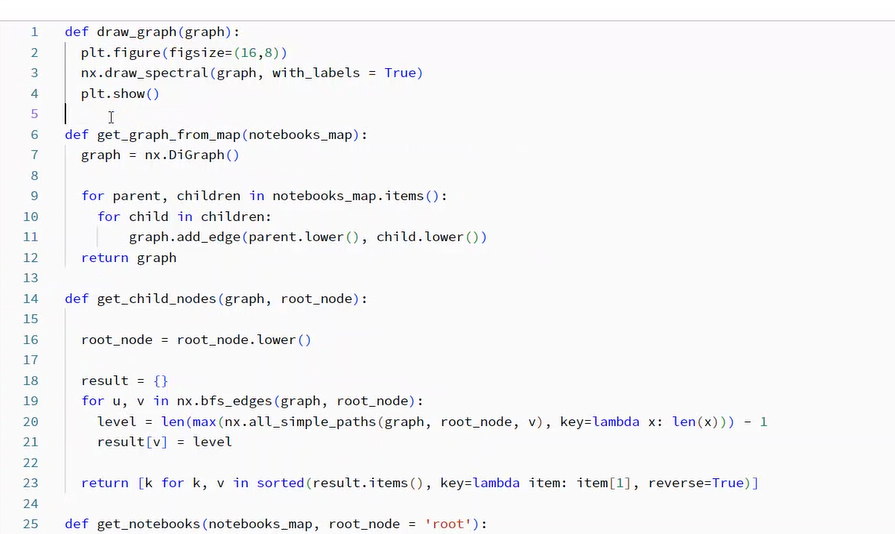 1 def draw_graph(graph):
2 plt.figure(figsize=(16,8))
3 nx.draw_spectral(graph, with_labels = True)
4 plt.show()
5
6 def get_graph_from_map(notebooks_map):
7 graph = nx.DiGraph()
8
9 for parent, children in notebooks_map.items():
10 for child in children:
11 graph.add_edge(parent.lower(), child.lower())
12 return graph
13
14 def get_child_nodes(graph, root_node):
15
16 root_node = root_node.lower()
17
18 result = {}
19 for u, v in nx.bfs_edges(graph, root_node):
20 level = len(max(nx.all_simple_paths(graph, root_node, v), key=lambda x: len(x))) - 1
21 result[v] = level
22
23 return [k for k, v in sorted(result.items(), key=lambda item: item[1], reverse=True)]
24
25 def get_notebooks(notebooks_map, root_node = 'root'):